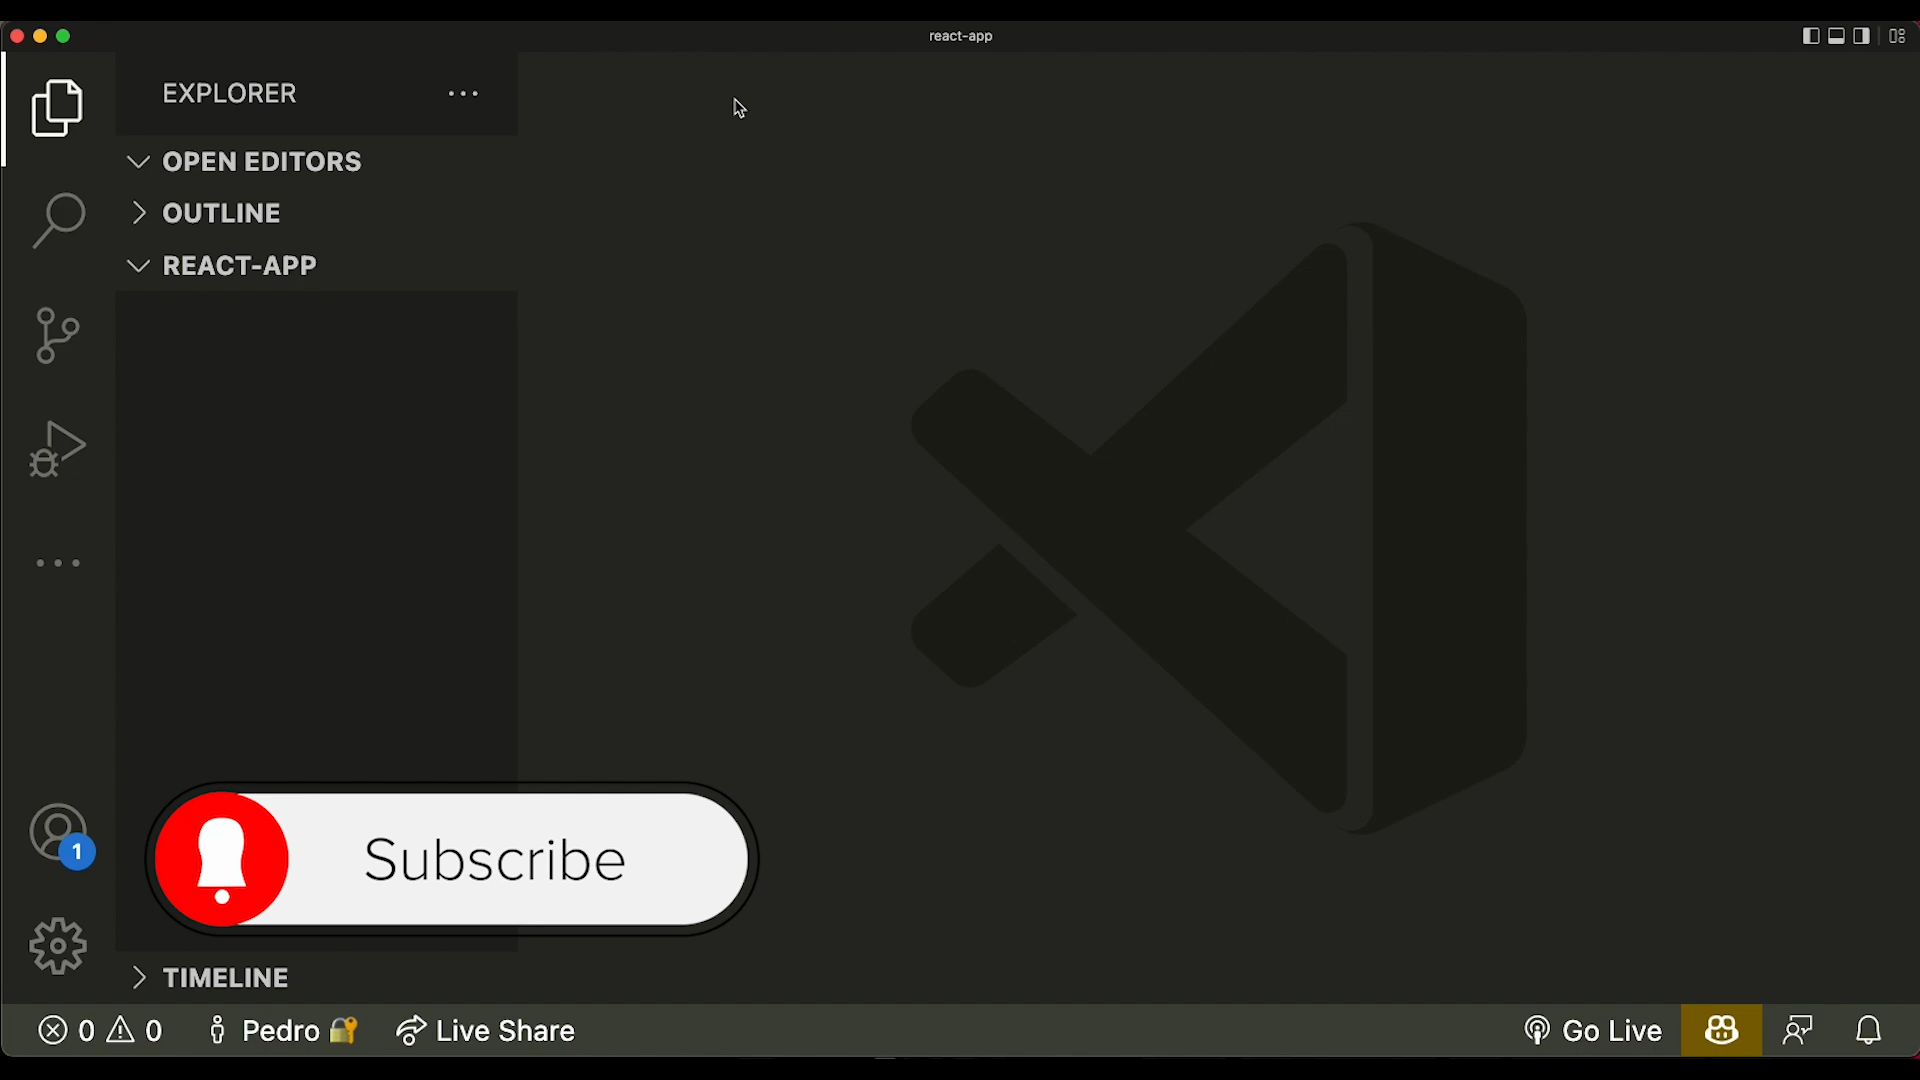 react-app
EXPLORER
OPEN EDITORS
OUTLINE
REACT-APP
1
Subscribe
TIMELINE
0 0 Pedro Live Share Go Live